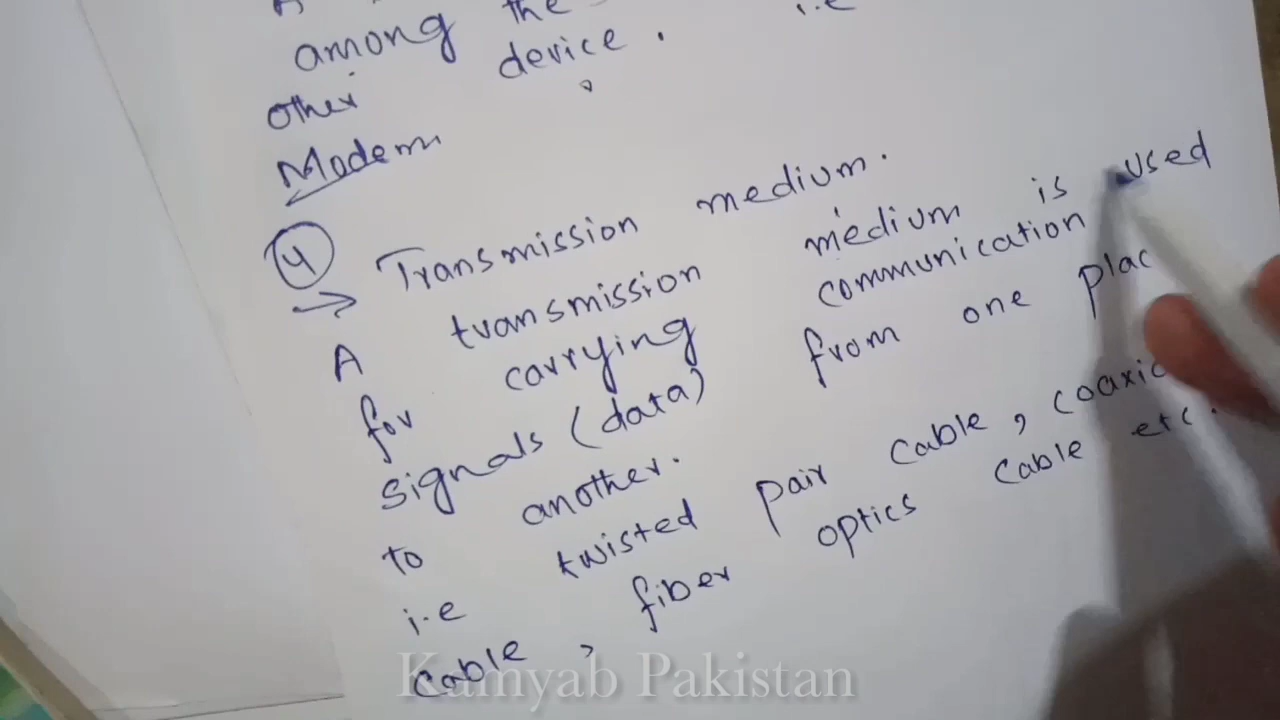 among the
other device. i.e
Modem
④ Transmission medium.
→ A transmission medium is used
for carrying communication
signals (data) from one plac
to another.
i.e twisted pair cable, coaxi
cable, fiber optics cable etc.
Kamyab Pakistan